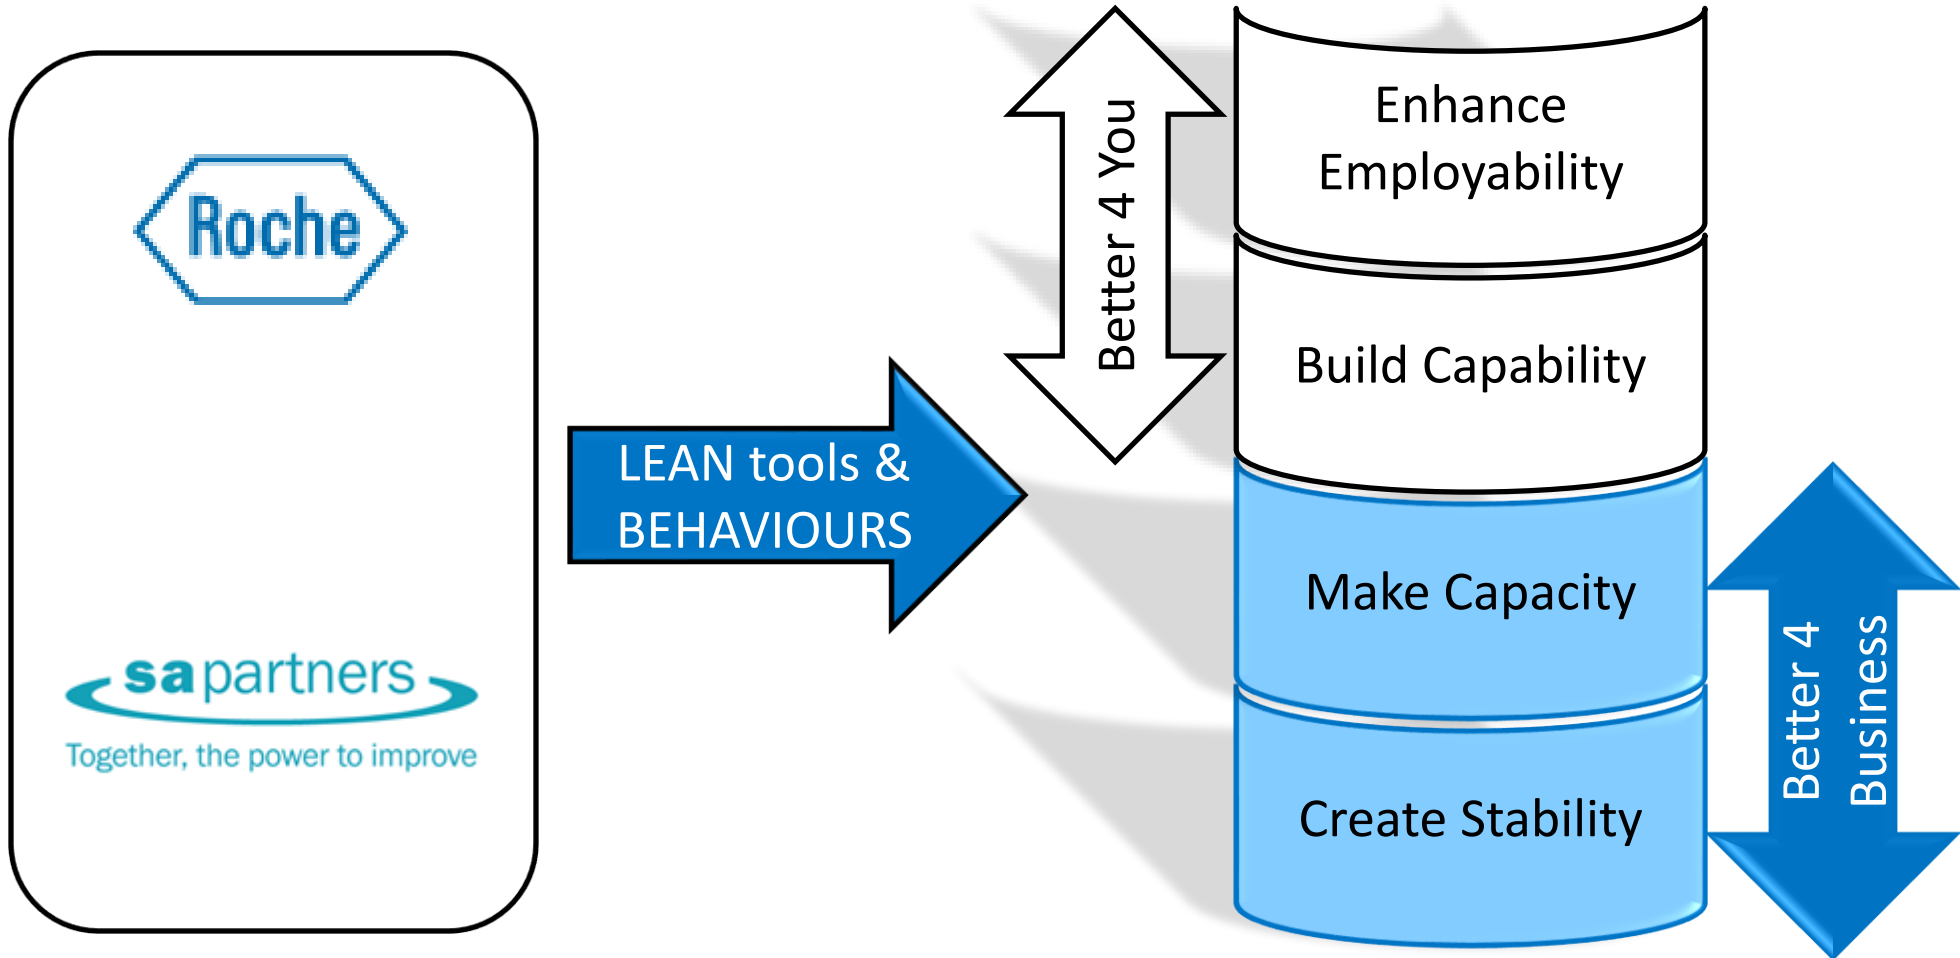 Roche
sapartners
Together, the power to improve
LEAN tools &
BEHAVIOURS
Better 4 You
Enhance
Employability
Build Capability
Make Capacity
Create Stability
Better 4
Business